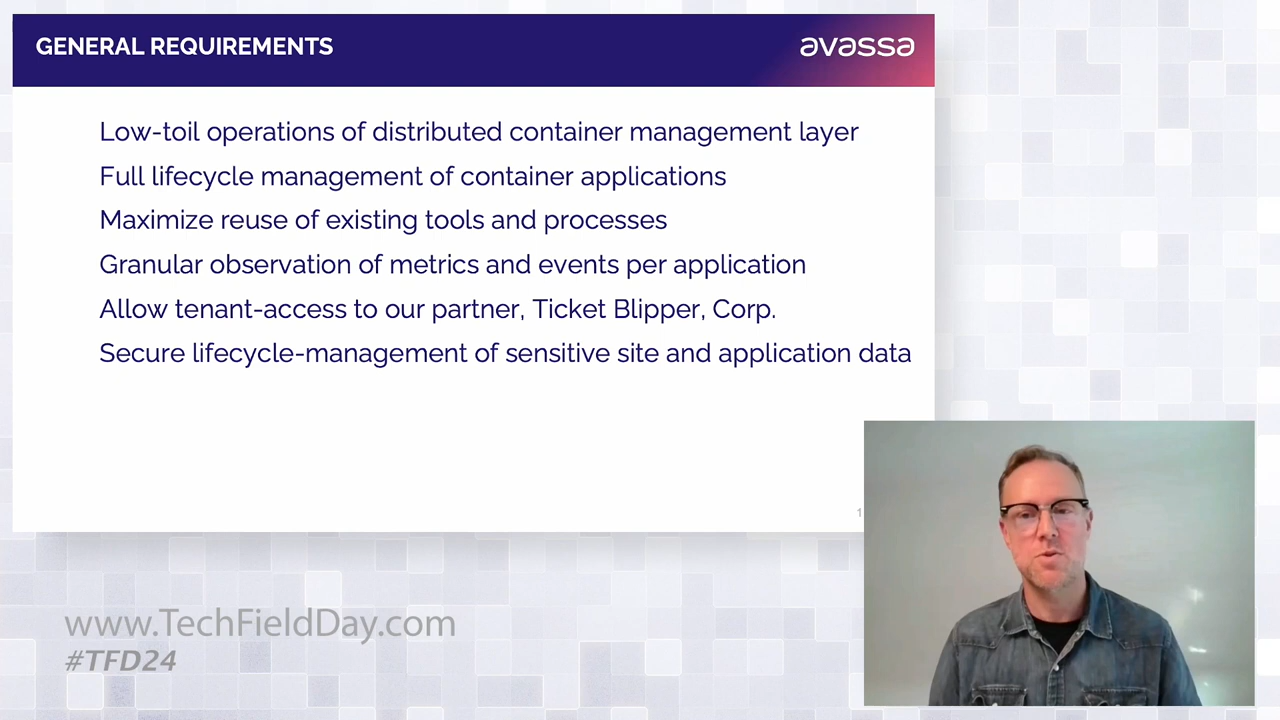 GENERAL REQUIREMENTS
avassa
Low-toil operations of distributed container management layer
Full lifecycle management of container applications
Maximize reuse of existing tools and processes
Granular observation of metrics and events per application
Allow tenant-access to our partner, Ticket Blipper, Corp.
Secure lifecycle-management of sensitive site and application data
1
www.TechFieldDay.com
#TFD24